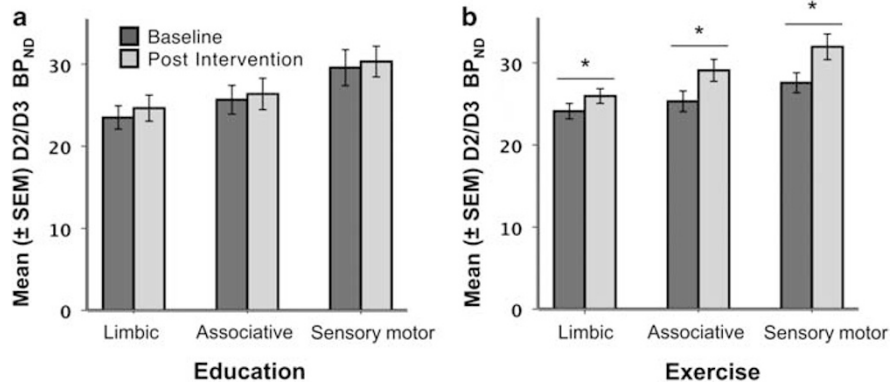 a
Baseline
Post Intervention
Mean (± SEM) D2/D3 BPND
30
20
10
0
Limbic Associative Sensory motor
Education
b
Mean (± SEM) D2/D3 BPND
30
20
10
0
* * *
Limbic Associative Sensory motor
Exercise